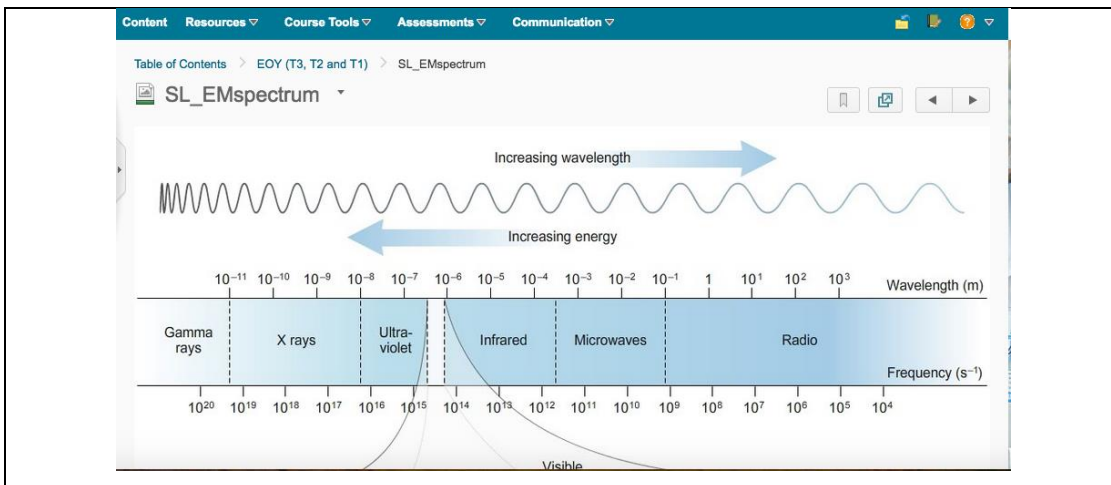 Content Resources Course Tools Assessments Communication
Table of Contents > EOY (T3, T2 and T1) > SL_EMspectrum
SL_EMspectrum
Increasing wavelength
Increasing energy
10⁻¹¹ 10⁻¹⁰ 10⁻⁹ 10⁻⁸ 10⁻⁷ 10⁻⁶ 10⁻⁵ 10⁻⁴ 10⁻³ 10⁻² 10⁻¹ 1 10¹ 10² 10³ Wavelength (m)
Gamma rays
X rays
Ultra-
violet
Infrared
Microwaves
Radio
Frequency (s⁻¹)
10²⁰ 10¹⁹ 10¹⁸ 10¹⁷ 10¹⁶ 10¹⁵ 10¹⁴ 10¹³ 10¹² 10¹¹ 10¹⁰ 10⁹ 10⁸ 10⁷ 10⁶ 10⁵ 10⁴
Visible